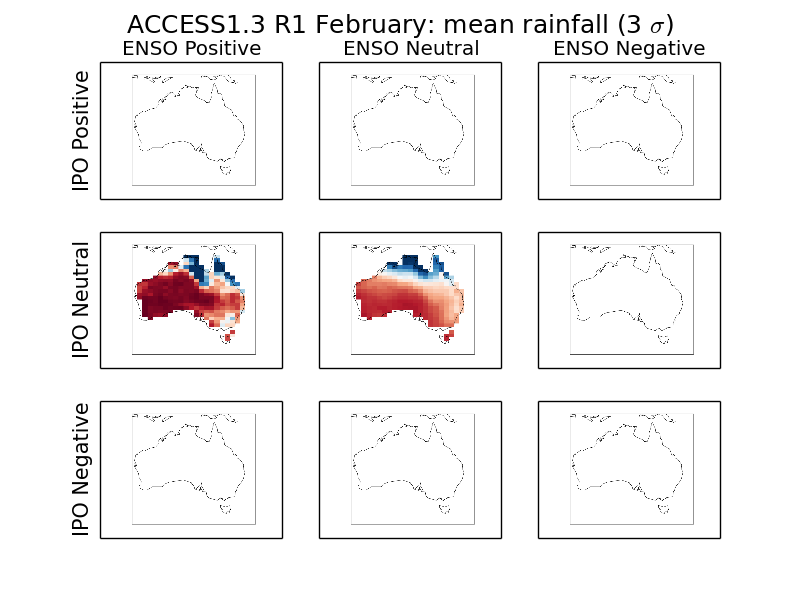 ACCESS1.3 R1 February: mean rainfall (3 σ)
ENSO Positive
ENSO Neutral
ENSO Negative
IPO Positive
IPO Neutral
IPO Negative